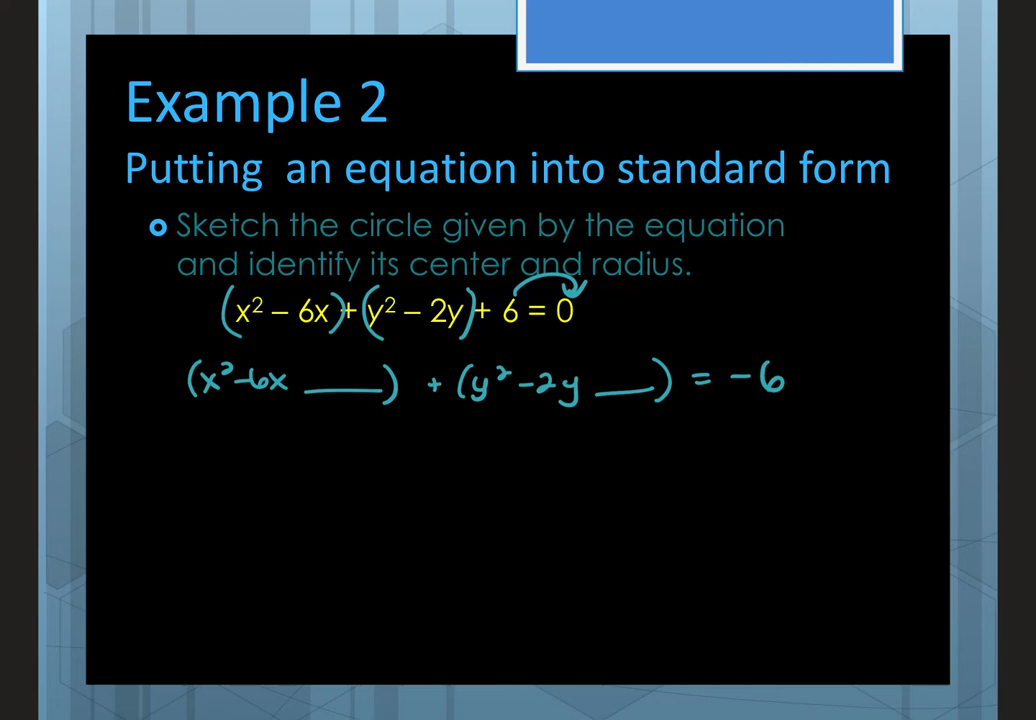 Example 2
Putting an equation into standard form
Sketch the circle given by the equation
and identify its center and radius.
(x² – 6x) + (y² – 2y) + 6 = 0
(x² - 6x ____) + (y² - 2y ___) = -6